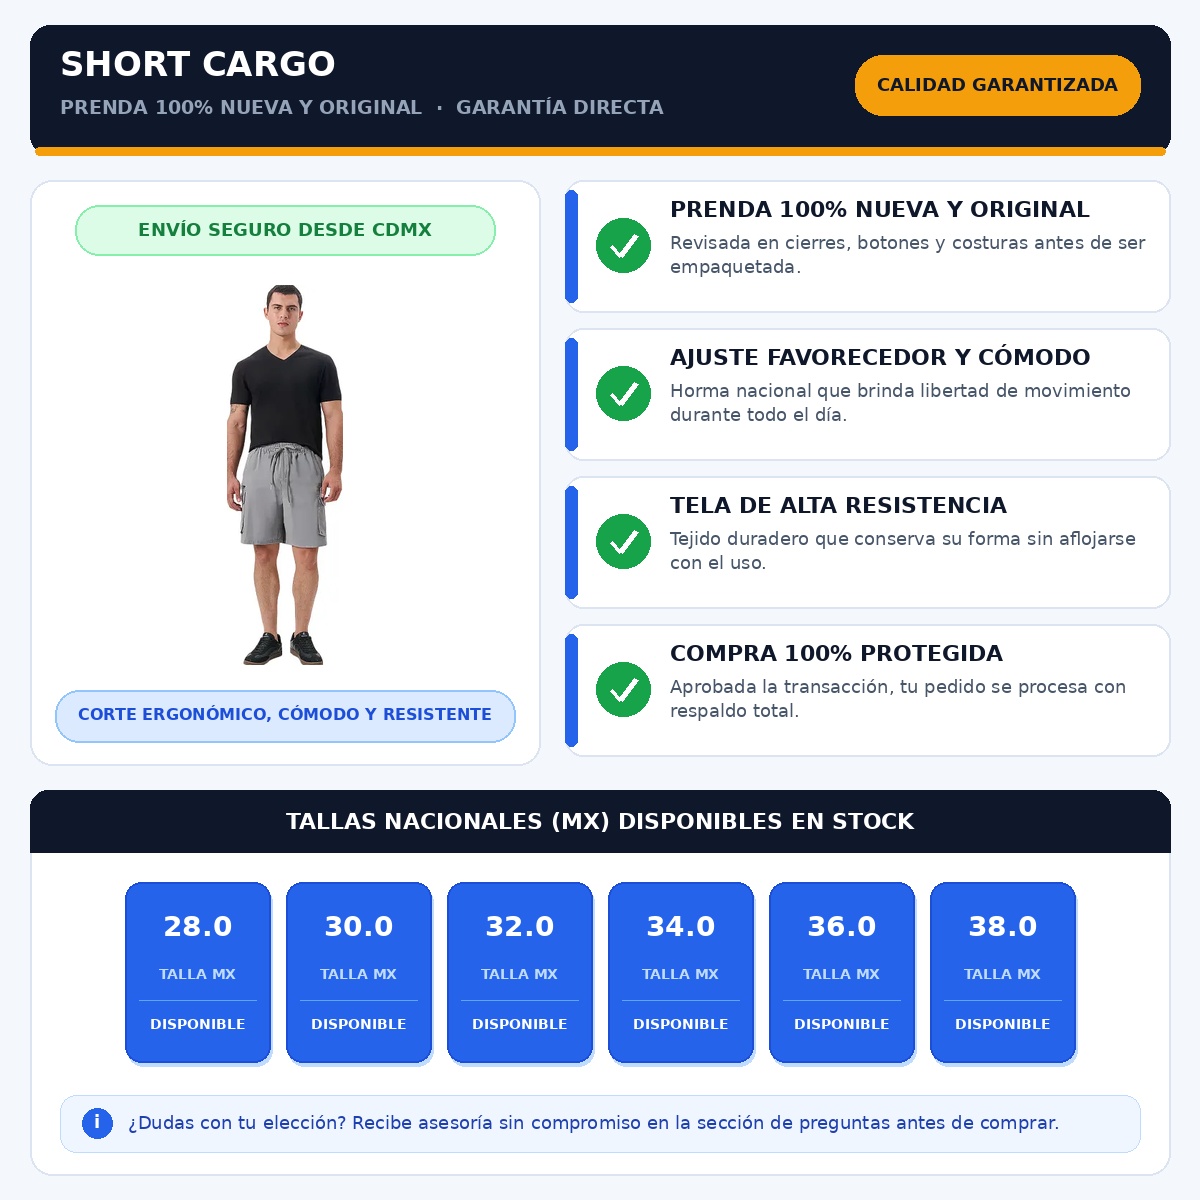 SHORT CARGO
PRENDA 100% NUEVA Y ORIGINAL · GARANTÍA DIRECTA
CALIDAD GARANTIZADA
ENVÍO SEGURO DESDE CDMX
CORTE ERGONÓMICO, CÓMODO Y RESISTENTE
PRENDA 100% NUEVA Y ORIGINAL
Revisada en cierres, botones y costuras antes de ser
empaquetada.
AJUSTE FAVORECEDOR Y CÓMODO
Horma nacional que brinda libertad de movimiento
durante todo el día.
TELA DE ALTA RESISTENCIA
Tejido duradero que conserva su forma sin aflojarse
con el uso.
COMPRA 100% PROTEGIDA
Aprobada la transacción, tu pedido se procesa con
respaldo total.
TALLAS NACIONALES (MX) DISPONIBLES EN STOCK
28.0
TALLA MX
DISPONIBLE
30.0
TALLA MX
DISPONIBLE
32.0
TALLA MX
DISPONIBLE
34.0
TALLA MX
DISPONIBLE
36.0
TALLA MX
DISPONIBLE
38.0
TALLA MX
DISPONIBLE
i ¿Dudas con tu elección? Recibe asesoría sin compromiso en la sección de preguntas antes de comprar.